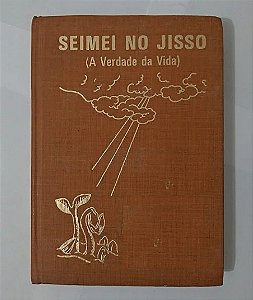 SEIMEI NO JISSO
(A Verdade da Vida)